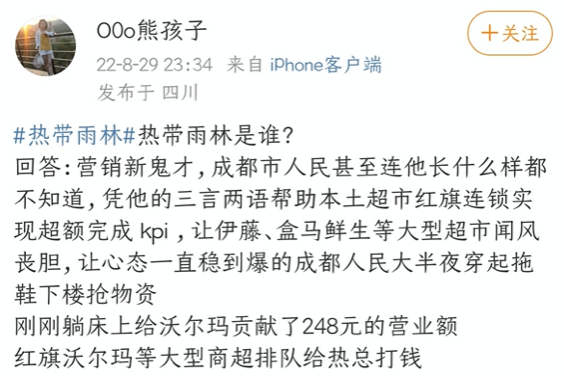 O0o熊孩子
+关注
22-8-29 23:34 来自 iPhone客户端
发布于 四川
#热带雨林#热带雨林是谁?
回答:营销新鬼才,成都市人民甚至连他长什么样都
不知道,凭他的三言两语帮助本土超市红旗连锁实
现超额完成 kpi ,让伊藤、盒马鲜生等大型超市闻风
丧胆,让心态一直稳到爆的成都人民大半夜穿起拖
鞋下楼抢物资
刚刚躺床上给沃尔玛贡献了248元的营业额
红旗沃尔玛等大型商超排队给热总打钱